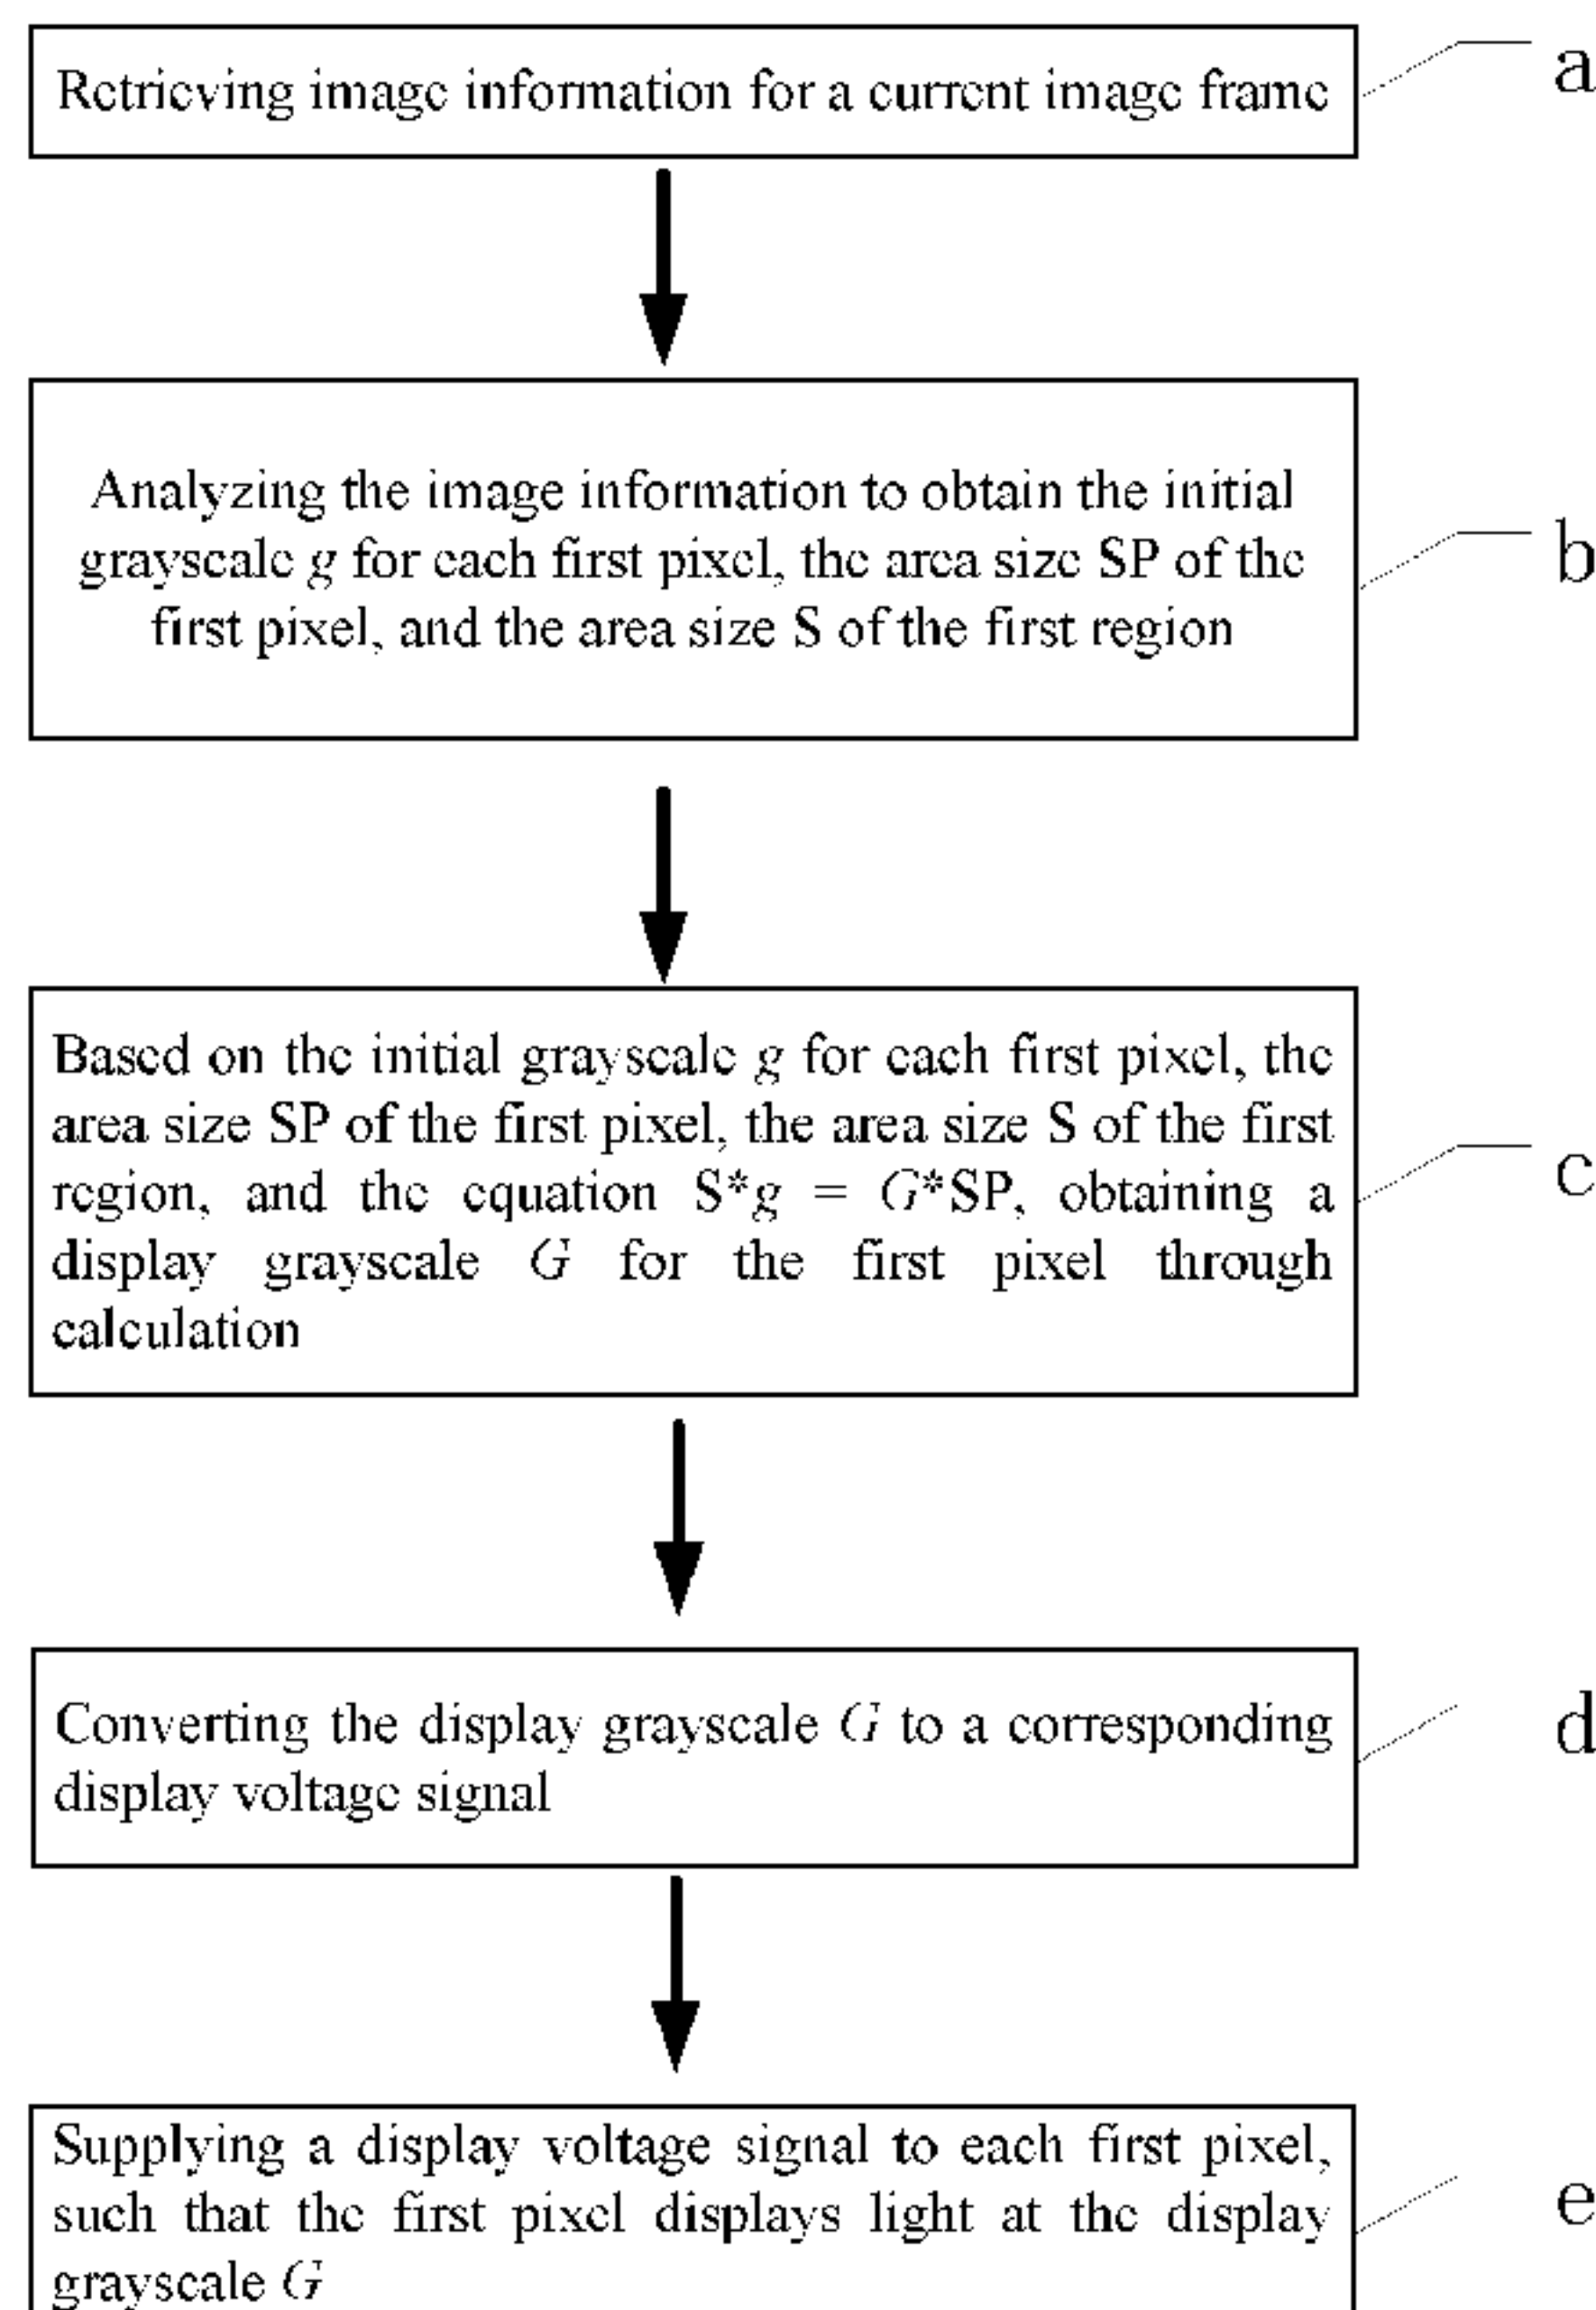 Retrieving image information for a current image frame
a
Analyzing the image information to obtain the initial
grayscale g for each first pixel, the area size SP of the
first pixel, and the area size S of the first region
b
Based on the initial grayscale g for each first pixel, the
area size SP of the first pixel, the area size S of the first
region, and the equation S*g = G*SP, obtaining a
display grayscale G for the first pixel through
calculation
c
Converting the display grayscale G to a corresponding
display voltage signal
d
Supplying a display voltage signal to each first pixel,
such that the first pixel displays light at the display
grayscale G
e